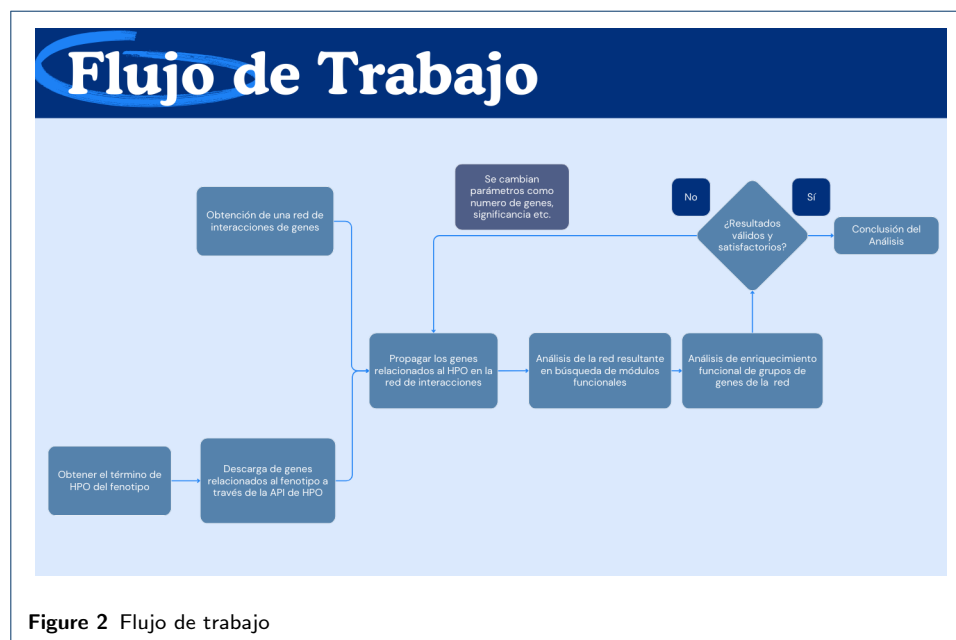 Flujo de Trabajo
Se cambian
parámetros como
numero de genes,
significancia etc.
No
Sí
Obtención de una red de
interacciones de genes
¿Resultados
válidos y
satisfactorios?
Conclusión del
Análisis
Propagar los genes
relacionados al HPO en la
red de interacciones
Análisis de la red resultante
en búsqueda de módulos
funcionales
Análisis de enriquecimiento
funcional de grupos de
genes de la red
Obtener el término de
HPO del fenotipo
Descarga de genes
relacionados al fenotipo a
través de la API de HPO
Figure 2 Flujo de trabajo